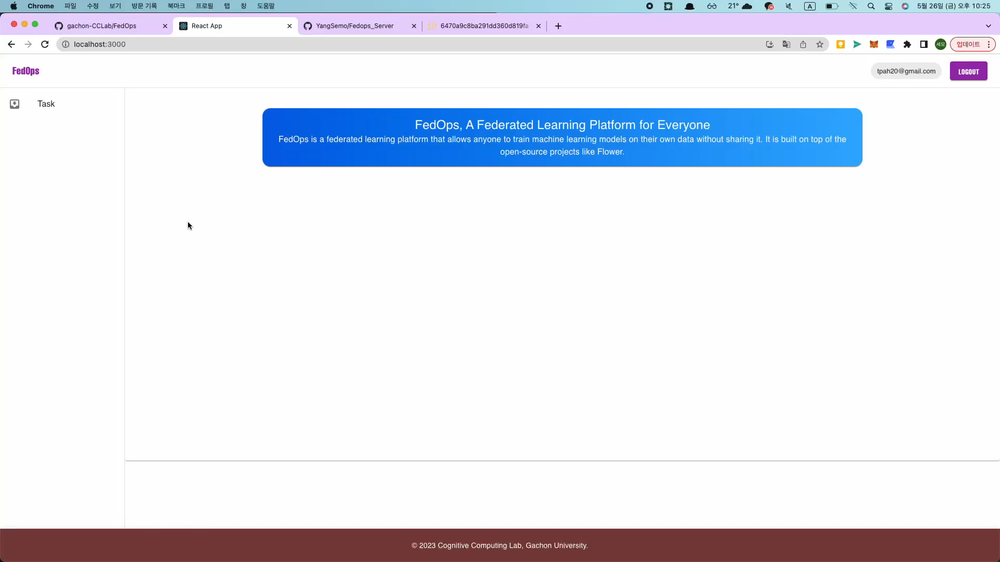 Chrome 파일 수정 보기 방문 기록 북마크 프로필 탭 창 도움말 21° A 5월 26일 (금) 오후 10:25
gachon-CCLab/FedOps React App YangSemo/Fedops_Server 6470a9c8ba291dd360d819fa
localhost:3000 세모 업데이트
FedOps tpah20@gmail.com LOGOUT
Task
FedOps, A Federated Learning Platform for Everyone
FedOps is a federated learning platform that allows anyone to train machine learning models on their own data without sharing it. It is built on top of the
open-source projects like Flower.
© 2023 Cognitive Computing Lab, Gachon University.